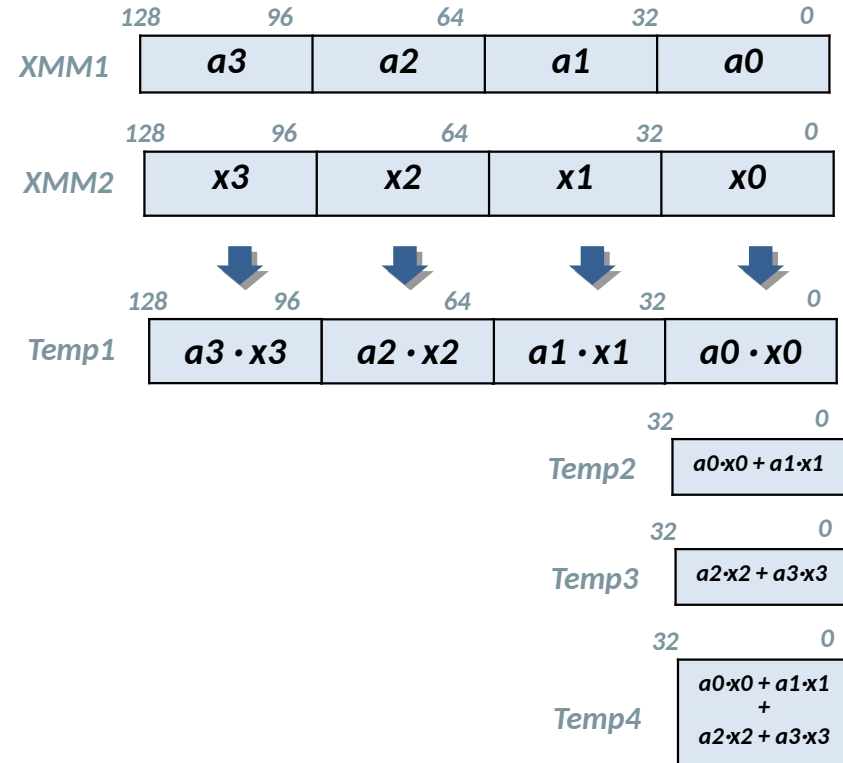 128 96 64 32 0
XMM1 a3 a2 a1 a0
128 96 64 32 0
XMM2 x3 x2 x1 x0
128 96 64 32 0
Temp1 a3 · x3 a2 · x2 a1 · x1 a0 · x0
32 0
Temp2 a0·x0 + a1·x1
32 0
Temp3 a2·x2 + a3·x3
32 0
a0·x0 + a1·x1
+
Temp4
a2·x2 + a3·x3